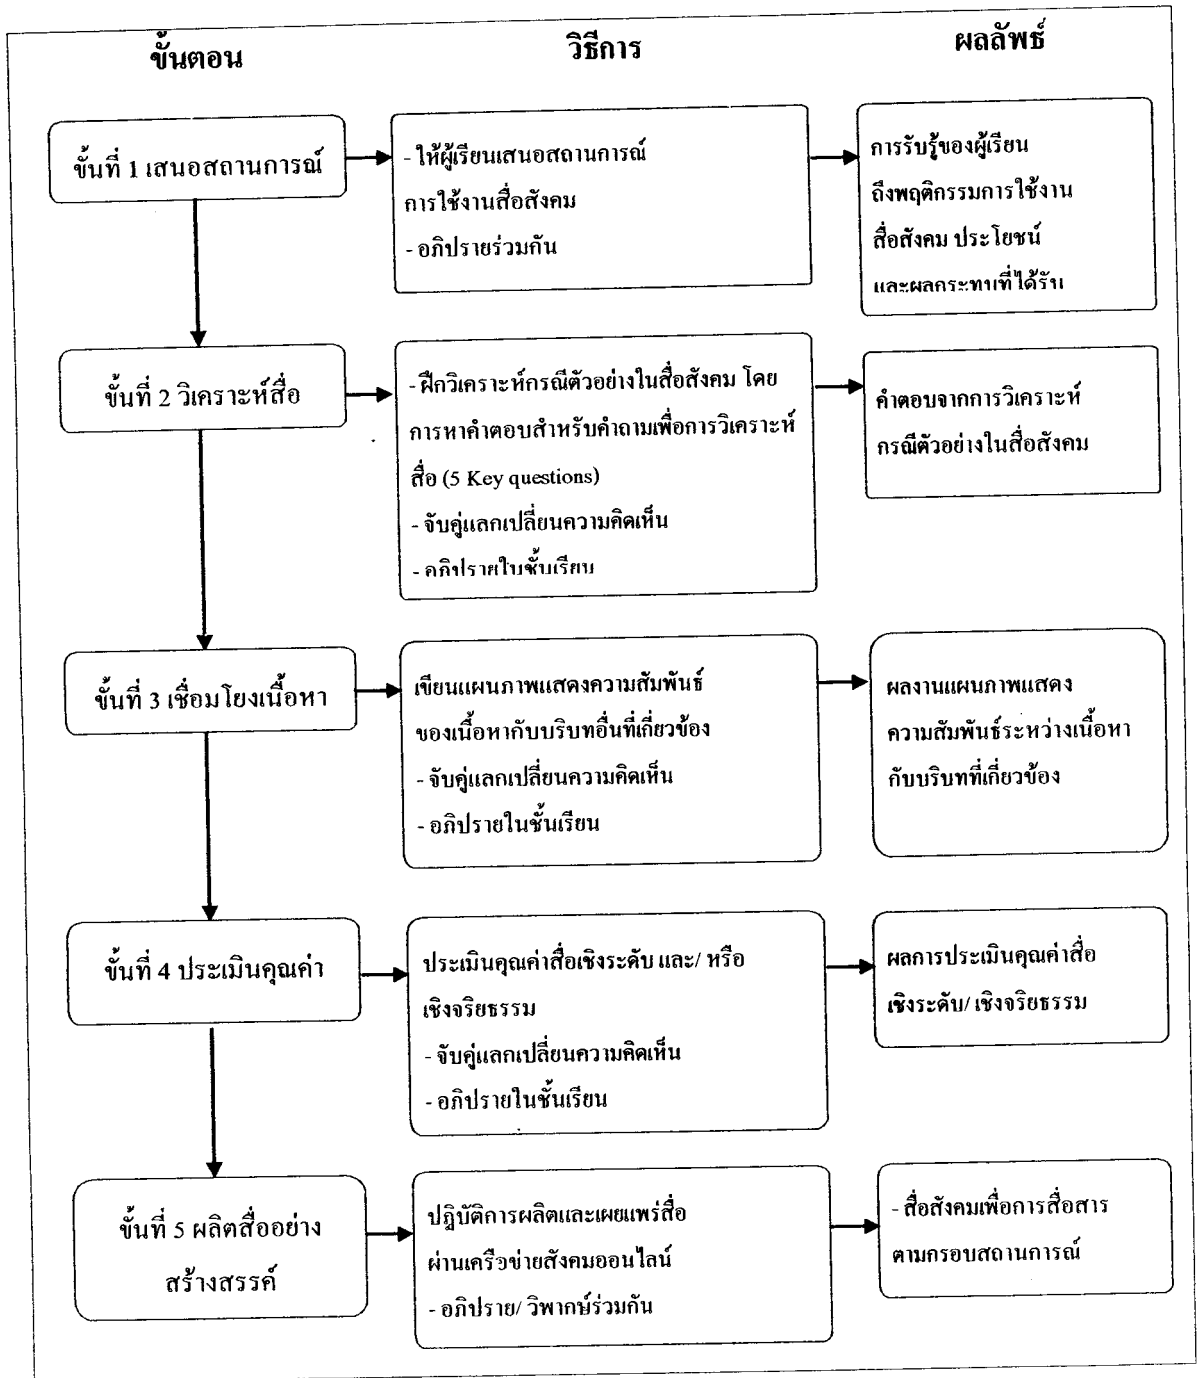 ขั้นตอน
วิธีการ
ผลลัพธ์
ขั้นที่ 1 เสนอสถานการณ์
- ให้ผู้เรียนเสนอสถานการณ์
การใช้งานสื่อสังคม
- อภิปรายร่วมกัน
การรับรู้ของผู้เรียน
ถึงพฤติกรรมการใช้งาน
สื่อสังคม ประโยชน์
และผลกระทบที่ได้รับ
ขั้นที่ 2 วิเคราะห์สื่อ
- ฝึกวิเคราะห์กรณีตัวอย่างในสื่อสังคม โดย
การหาคำตอบสำหรับคำถามเพื่อการวิเคราะห์
สื่อ (5 Key questions)
- จับคู่แลกเปลี่ยนความคิดเห็น
- อภิปรายในชั้นเรียน
คำตอบจากการวิเคราะห์
กรณีตัวอย่างในสื่อสังคม
ขั้นที่ 3 เชื่อมโยงเนื้อหา
เขียนแผนภาพแสดงความสัมพันธ์
ของเนื้อหากับบริบทอื่นที่เกี่ยวข้อง
- จับคู่แลกเปลี่ยนความคิดเห็น
- อภิปรายในชั้นเรียน
ผลงานแผนภาพแสดง
ความสัมพันธ์ระหว่างเนื้อหา
กับบริบทที่เกี่ยวข้อง
ขั้นที่ 4 ประเมินคุณค่า
ประเมินคุณค่าสื่อเชิงระดับ และ/ หรือ
เชิงจริยธรรม
- จับคู่แลกเปลี่ยนความคิดเห็น
- อภิปรายในชั้นเรียน
ผลการประเมินคุณค่าสื่อ
เชิงระดับ/ เชิงจริยธรรม
ขั้นที่ 5 ผลิตสื่ออย่าง
สร้างสรรค์
ปฏิบัติการผลิตและเผยแพร่สื่อ
ผ่านเครือข่ายสังคมออนไลน์
- อภิปราย/ วิพากษ์ร่วมกัน
- สื่อสังคมเพื่อการสื่อสาร
ตามกรอบสถานการณ์